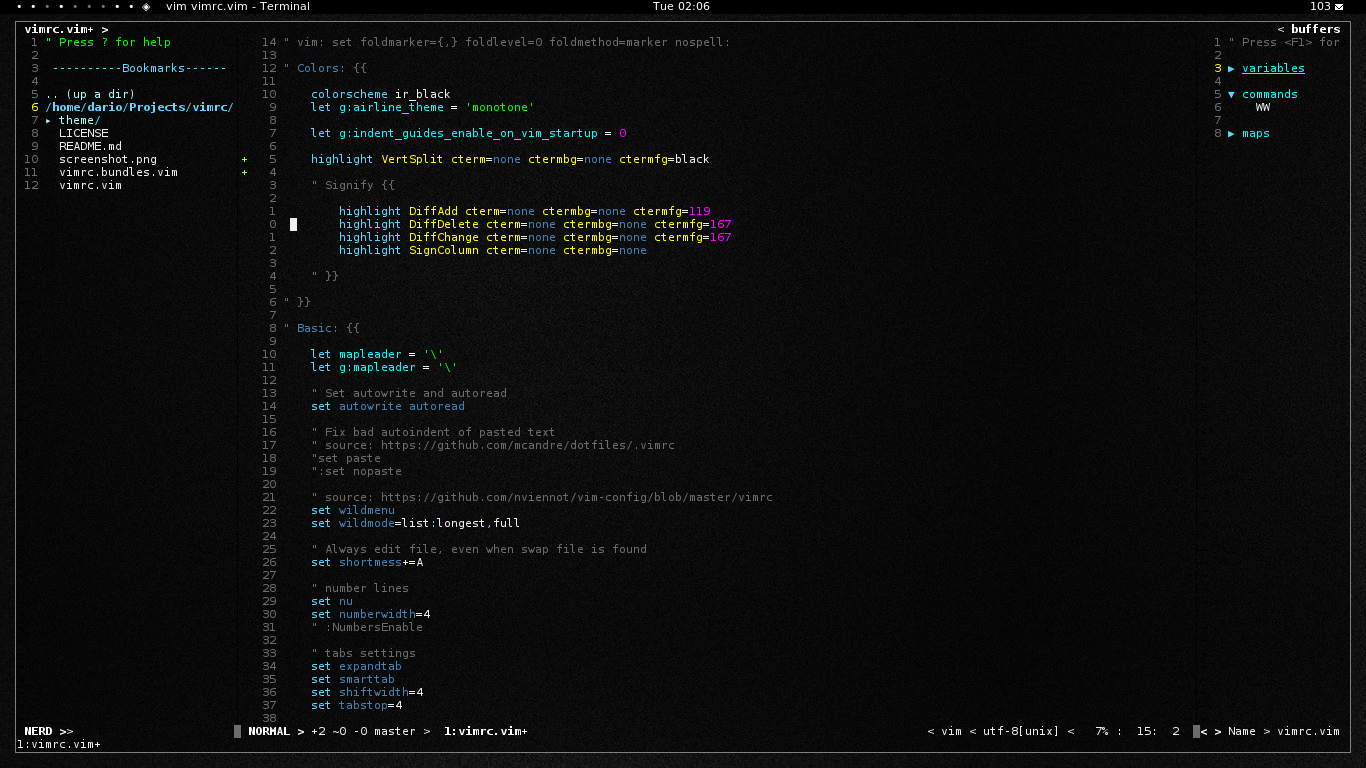 vim vimrc.vim - Terminal
Tue 02:06
103
vimrc.vim+ >
< buffers
1 " Press ? for help
2
3 ----------Bookmarks------
4
5 .. (up a dir)
6 /home/dario/Projects/vimrc/
7 ▸ theme/
8 LICENSE
9 README.md
10 screenshot.png
11 vimrc.bundles.vim
12 vimrc.vim
14 " vim: set foldmarker={,} foldlevel=0 foldmethod=marker nospell:
13
12 " Colors: {{
11
10 colorscheme ir_black
9 let g:airline_theme = 'monotone'
8
7 let g:indent_guides_enable_on_vim_startup = 0
6
+ 5 highlight VertSplit cterm=none ctermbg=none ctermfg=black
+ 4
3 " Signify {{
2
1 highlight DiffAdd cterm=none ctermbg=none ctermfg=119
0 highlight DiffDelete cterm=none ctermbg=none ctermfg=167
1 highlight DiffChange cterm=none ctermbg=none ctermfg=167
2 highlight SignColumn cterm=none ctermbg=none
3
4 " }}
5
6 " }}
7
8 " Basic: {{
9
10 let mapleader = '\'
11 let g:mapleader = '\'
12
13 " Set autowrite and autoread
14 set autowrite autoread
15
16 " Fix bad autoindent of pasted text
17 " source: https://github.com/mcandre/dotfiles/.vimrc
18 "set paste
19 ":set nopaste
20
21 " source: https://github.com/nviennot/vim-config/blob/master/vimrc
22 set wildmenu
23 set wildmode=list:longest,full
24
25 " Always edit file, even when swap file is found
26 set shortmess+=A
27
28 " number lines
29 set nu
30 set numberwidth=4
31 " :NumbersEnable
32
33 " tabs settings
34 set expandtab
35 set smarttab
36 set shiftwidth=4
37 set tabstop=4
38
1 " Press <F1> for
2
3 ▶ variables
4
5 ▼ commands
6 WW
7
8 ▶ maps
NERD >>
NORMAL > +2 ~0 -0 master > 1:vimrc.vim+
< vim < utf-8[unix] < 7% : 15: 2
< > Name > vimrc.vim
1:vimrc.vim+